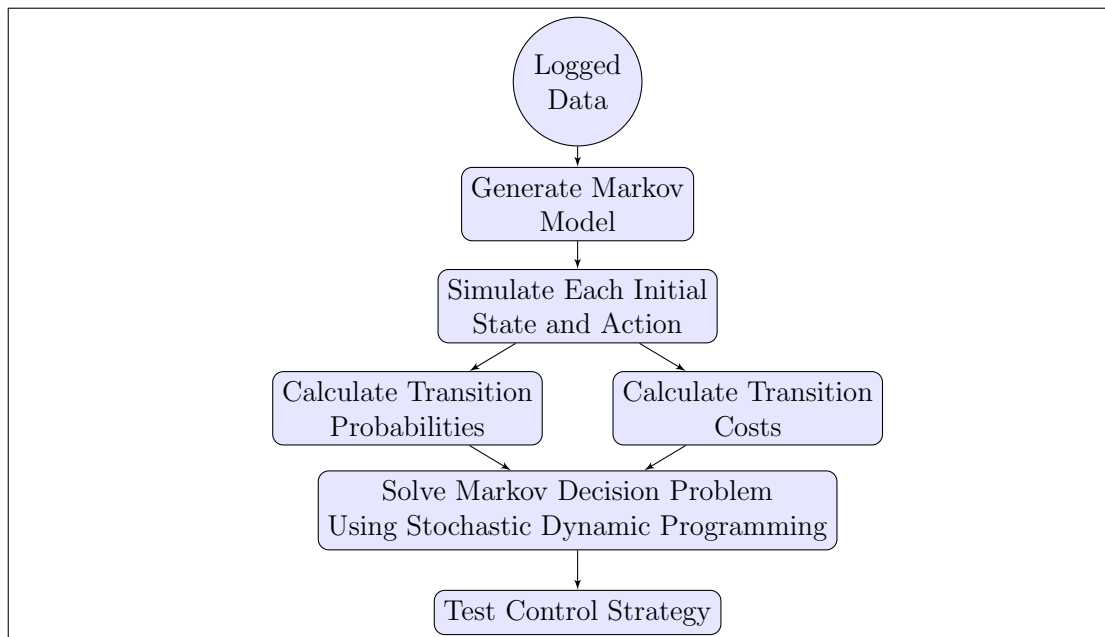 Logged
Data
Generate Markov
Model
Simulate Each Initial
State and Action
Calculate Transition
Probabilities
Calculate Transition
Costs
Solve Markov Decision Problem
Using Stochastic Dynamic Programming
Test Control Strategy